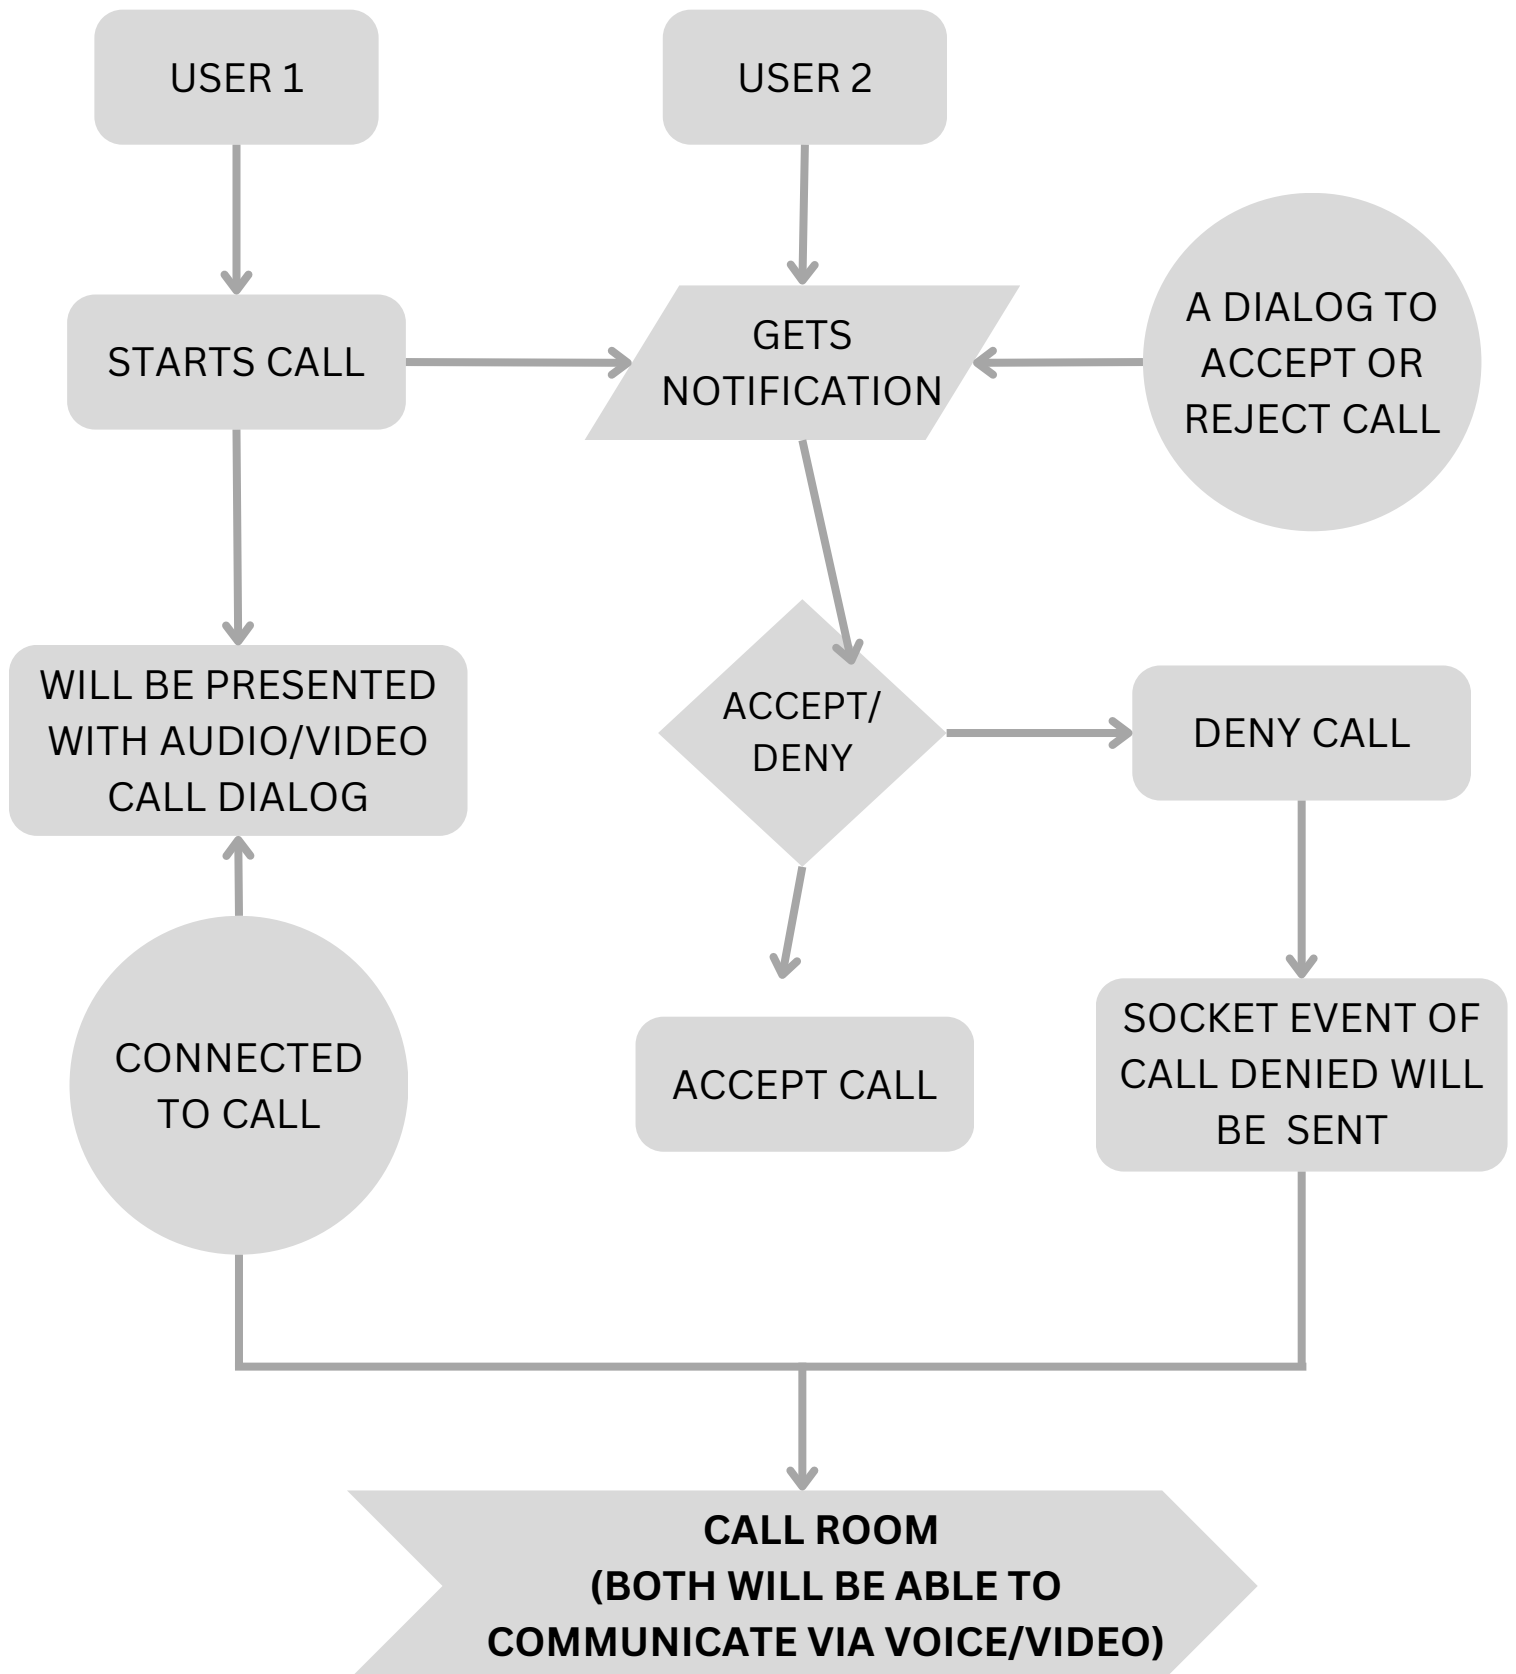 USER 1
USER 2
STARTS CALL
GETS
NOTIFICATION
A DIALOG TO
ACCEPT OR
REJECT CALL
WILL BE PRESENTED
WITH AUDIO/VIDEO
CALL DIALOG
ACCEPT/
DENY
DENY CALL
CONNECTED
TO CALL
ACCEPT CALL
SOCKET EVENT OF
CALL DENIED WILL
BE  SENT
CALL ROOM
(BOTH WILL BE ABLE TO
COMMUNICATE VIA VOICE/VIDEO)